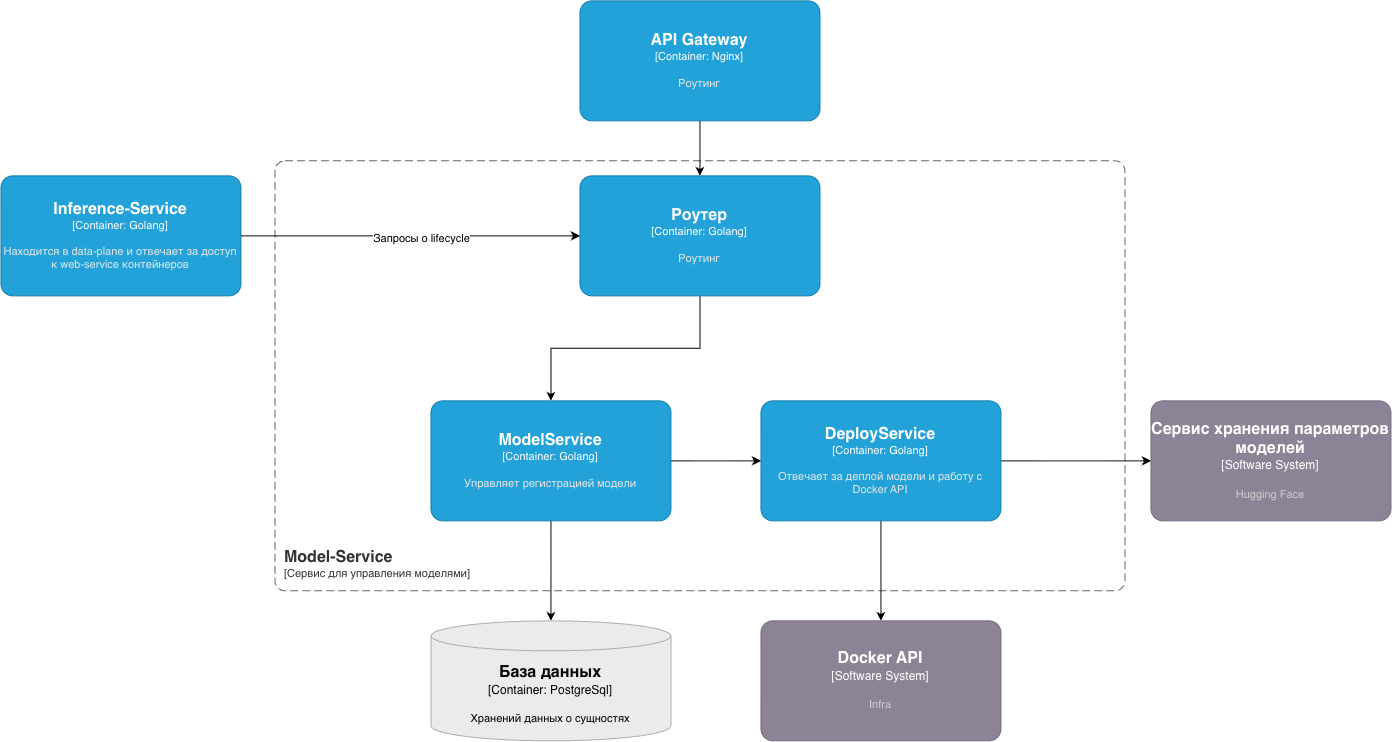 API Gateway
[Container: Nginx]
Роутинг
Inference-Service
[Container: Golang]
Находится в data-plane и отвечает за доступ
к web-service контейнеров
Запросы о lifecycle
Роутер
[Container: Golang]
Роутинг
ModelService
[Container: Golang]
Управляет регистрацией модели
DeployService
[Container: Golang]
Отвечает за деплой модели и работу с
Docker API
Сервис хранения параметров
моделей
[Software System]
Hugging Face
Model-Service
[Сервис для управления моделями]
База данных
[Container: PostgreSql]
Хранений данных о сущностях
Docker API
[Software System]
Infra